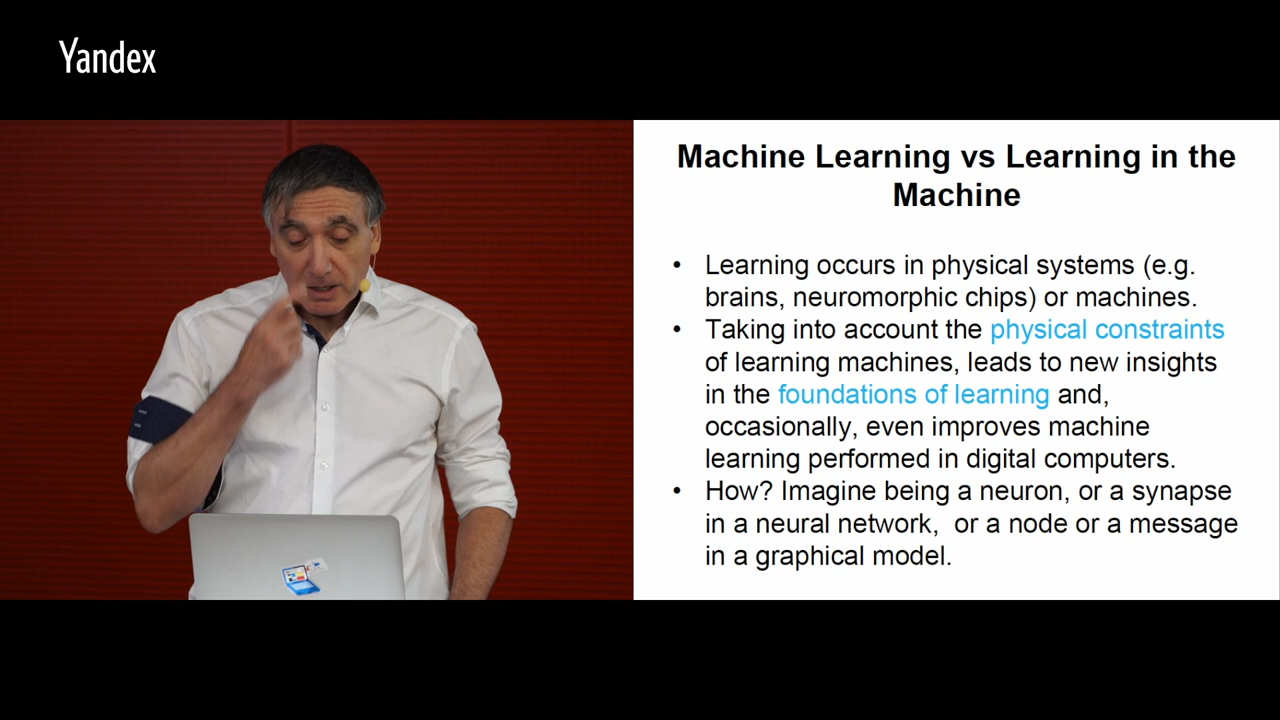 Yandex
Machine Learning vs Learning in the
Machine
• Learning occurs in physical systems (e.g.
brains, neuromorphic chips) or machines.
• Taking into account the physical constraints
of learning machines, leads to new insights
in the foundations of learning and,
occasionally, even improves machine
learning performed in digital computers.
• How? Imagine being a neuron, or a synapse
in a neural network,  or a node or a message
in a graphical model.